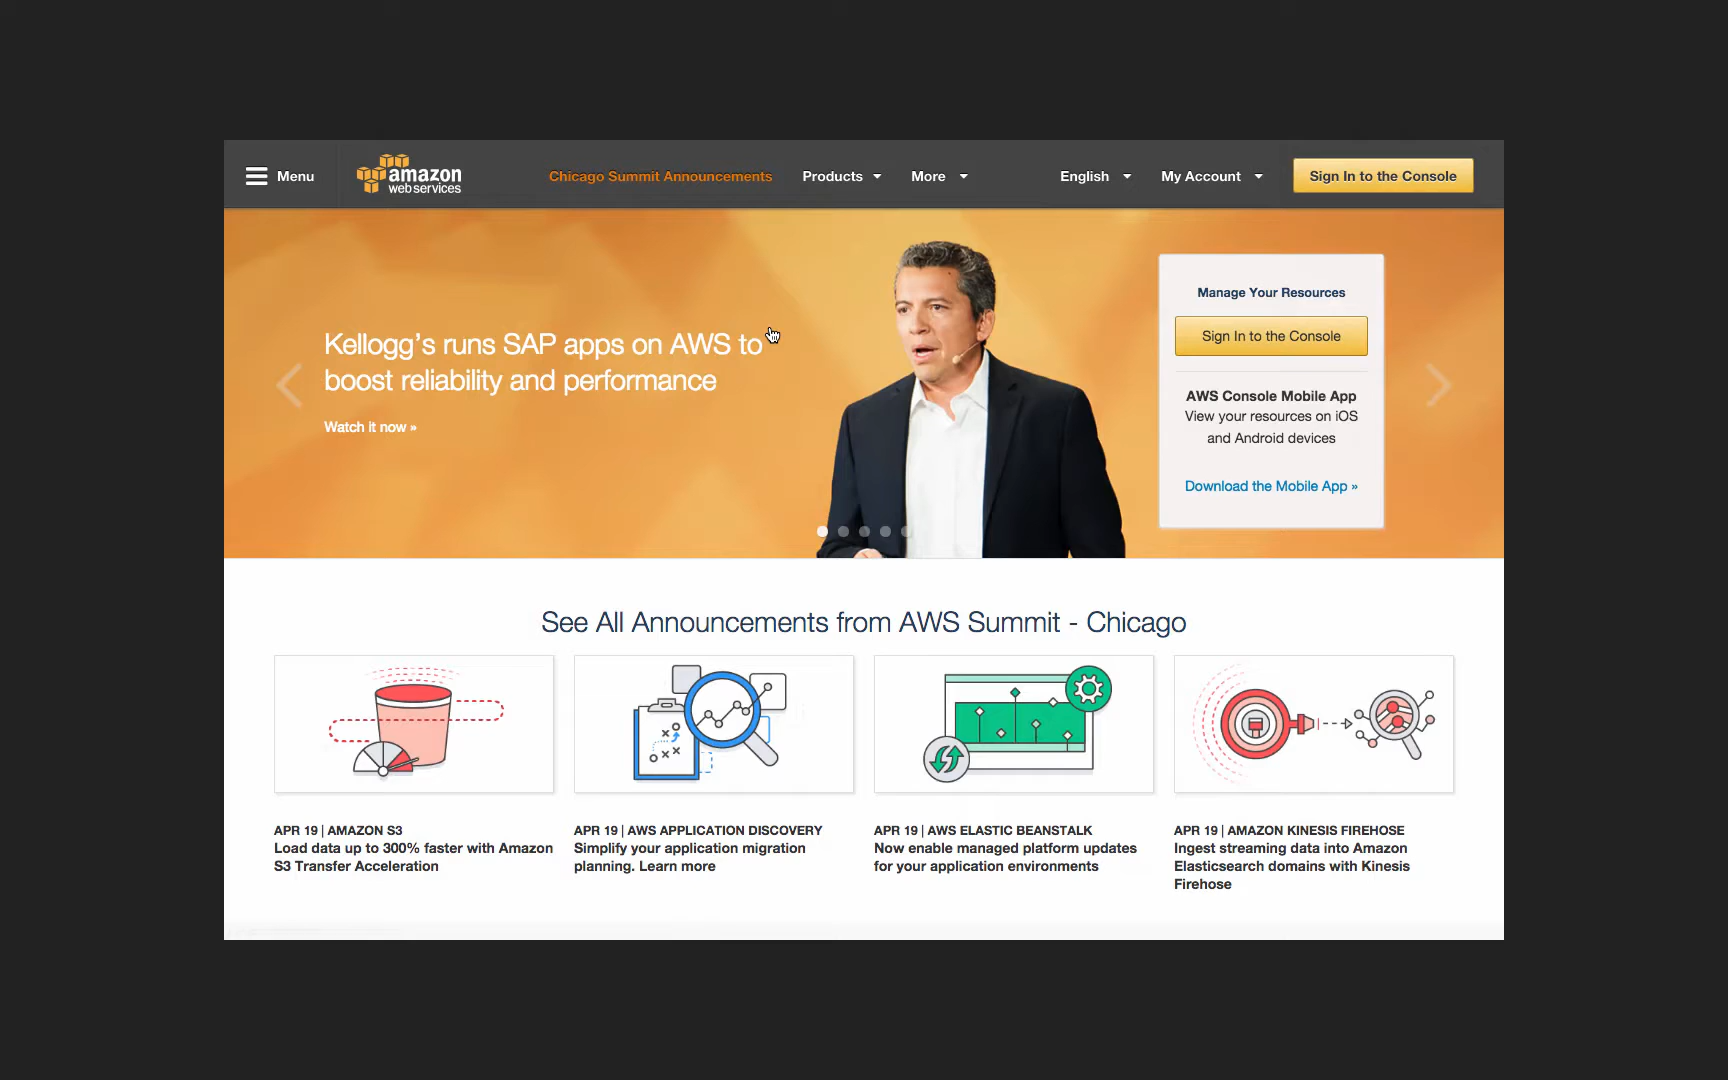 Menu
amazon
web services
Chicago Summit Announcements
Products
More
English
My Account
Sign In to the Console
Kellogg's runs SAP apps on AWS to
boost reliability and performance
Watch it now »
Manage Your Resources
Sign In to the Console
AWS Console Mobile App
View your resources on iOS
and Android devices
Download the Mobile App »
See All Announcements from AWS Summit - Chicago
APR 19 | AMAZON S3
Load data up to 300% faster with Amazon
S3 Transfer Acceleration
APR 19 | AWS APPLICATION DISCOVERY
Simplify your application migration
planning. Learn more
APR 19 | AWS ELASTIC BEANSTALK
Now enable managed platform updates
for your application environments
APR 19 | AMAZON KINESIS FIREHOSE
Ingest streaming data into Amazon
Elasticsearch domains with Kinesis
Firehose